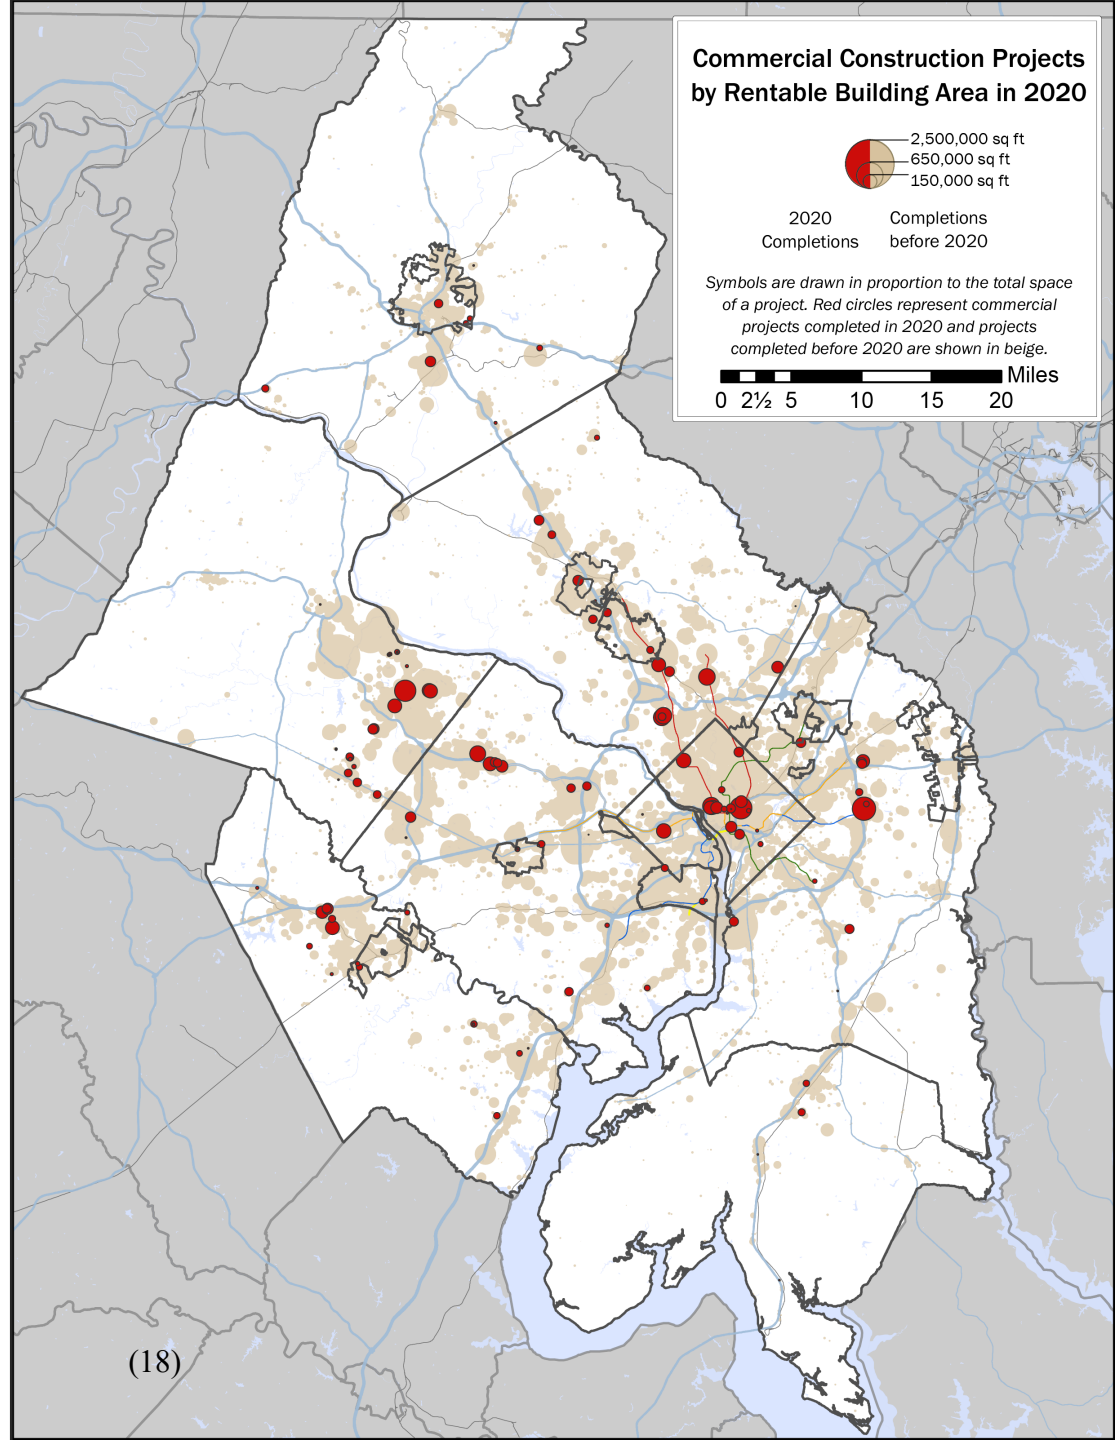 Commercial Construction Projects
by Rentable Building Area in 2020
2,500,000 sq ft
650,000 sq ft
150,000 sq ft
2020 Completions
Completions before 2020
Symbols are drawn in proportion to the total space
of a project. Red circles represent commercial
projects completed in 2020 and projects
completed before 2020 are shown in beige.
Miles
0 2½ 5 10 15 20
(18)